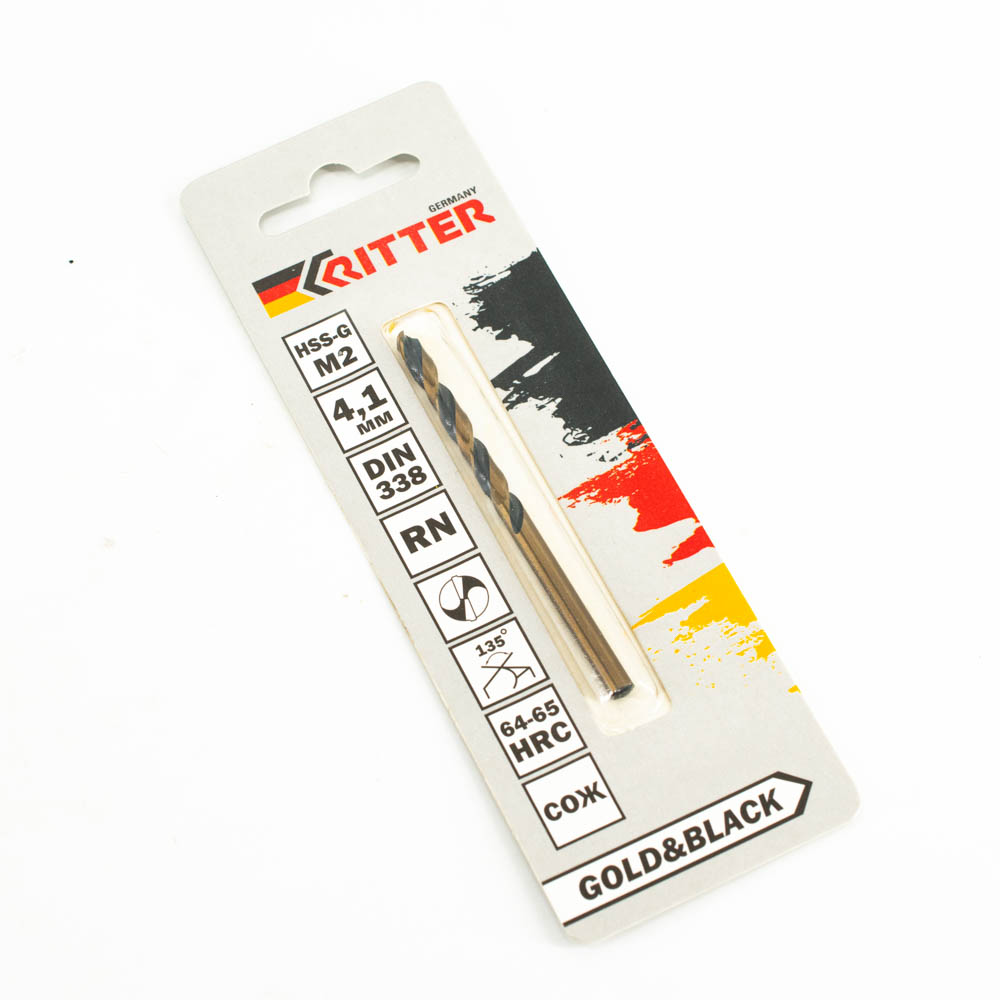 GERMANY
RITTER
HSS-G
M2
4,1
мм
DIN
338
RN
135°
64-65
HRC
СОЖ
GOLD&BLACK